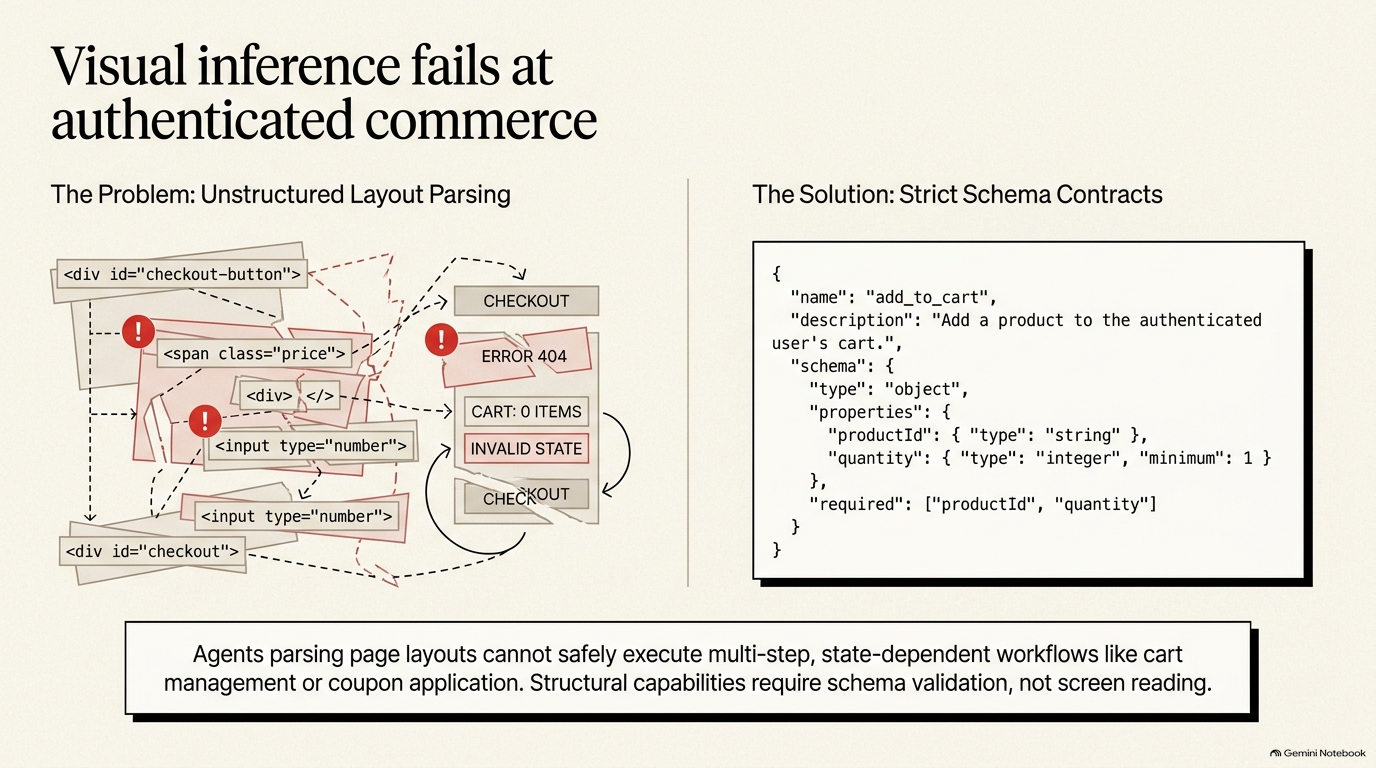 Visual inference fails at
authenticated commerce
The Problem: Unstructured Layout Parsing
<div id="checkout-button">
<span class="price">
<div> </>
<input type="number">
<input type="number">
<div id="checkout">
CHECKOUT
ERROR 404
CART: 0 ITEMS
INVALID STATE
CHECKOUT
The Solution: Strict Schema Contracts
{
  "name": "add_to_cart",
  "description": "Add a product to the authenticated
user's cart.",
  "schema": {
    "type": "object",
    "properties": {
      "productId": { "type": "string" },
      "quantity": { "type": "integer", "minimum": 1 }
    },
    "required": ["productId", "quantity"]
  }
}
Agents parsing page layouts cannot safely execute multi-step, state-dependent workflows like cart
management or coupon application. Structural capabilities require schema validation, not screen reading.
Gemini Notebook